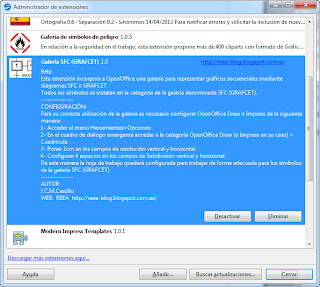 Administrador de extensiones
Ortografía 0.6 - Separación 0.2 - Sinónimos 14/04/2012 Para notificar errores y solicitar la inclusión de nuev...
Galería de símbolos de peligro 1.0.5
En relación a la seguridad en el trabajo, esta extensión propone más de 400 cliparts con formato de Gráfic...
Galería SFC (GRAFCET) 1.0 http://reea-blog.blogspot.com.es
Beta
Esta extensión incorpora a OpenOffice una galería para representar gráficos secuenciales mediante
diagramas SFC o GRAFCET
Todos los símbolos se instalan en la categoría de la galería denominada SFC (GRAFCET).
---------------
CONFIGURACIÓN:
Para su correcta utilización de la galería es necesario configurar OpenOffice Draw (o Impress de la siguiente
manera:
1- Acceder al menú Herramientas>Opciones
2- En el cuadro de diálogo emergente acceder a la categoría OpenOffice Draw (o Impress en su caso) >
Cuadrícula
3- Poner 1cm en los campos de resolución vertical y horizontal
4- Configurar 4 espacios en los campos de Subdivisión vertical y horizontal
De esta manera la hoja de trabajo quedará configurada para trabajar de forma adecuada para los símbolos
de la galería SFC (GRAFCET)
---------------
AUTOR:
J.C.M.Castillo
WEB: REEA http://reea-blog.blogspot.com.es/
Desactivar Eliminar
Modern Impress Templates 1.0.1
Descargar más extensiones aquí...
Ayuda Añadir... Buscar actualizaciones... Cerrar